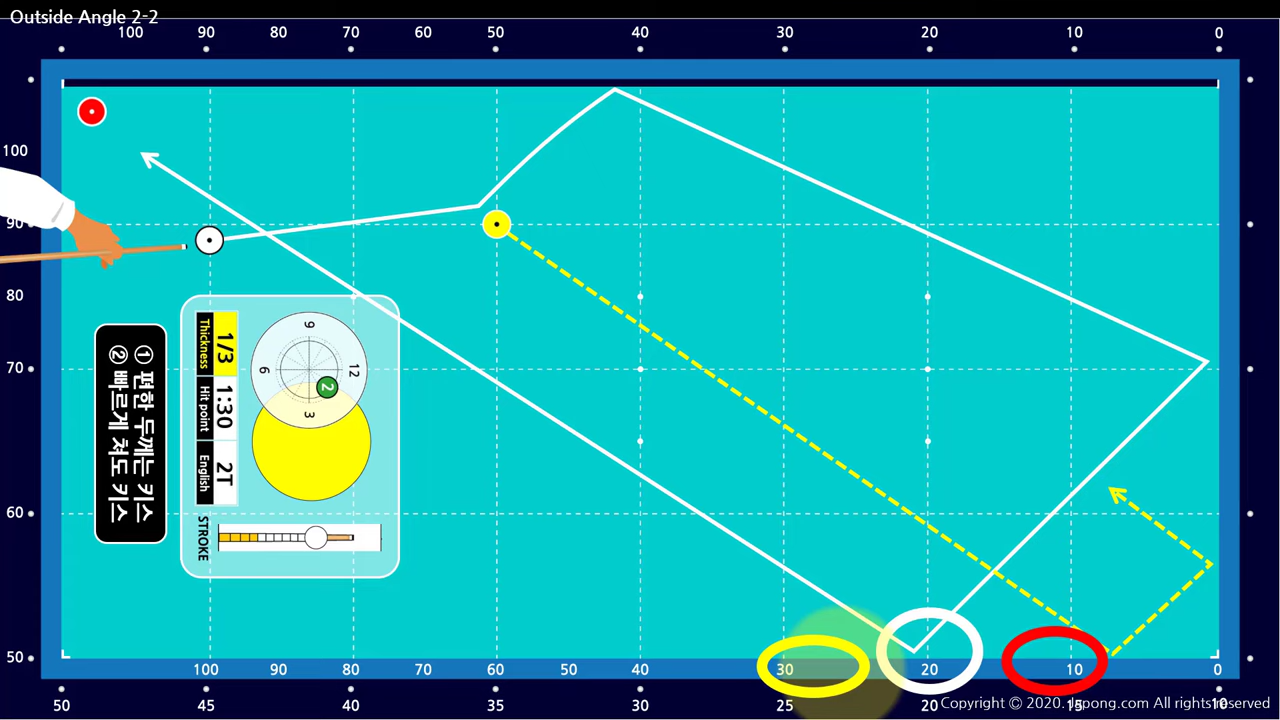 Outside Angle 2-2
100 90 80 70 60 50 40 30 20 10 0
100
90
80
70
60
50
9
12
6
3
2
1/3
Thickness
1:30
Hit point
2T
English
STROKE
① 편한 두께는 키스
② 빠르게 쳐도 키스
100 90 80 70 60 50 40 30 20 10 0
50 45 40 35 30 25 20 15 10
Copyright © 2020. Jspong.com All rights reserved